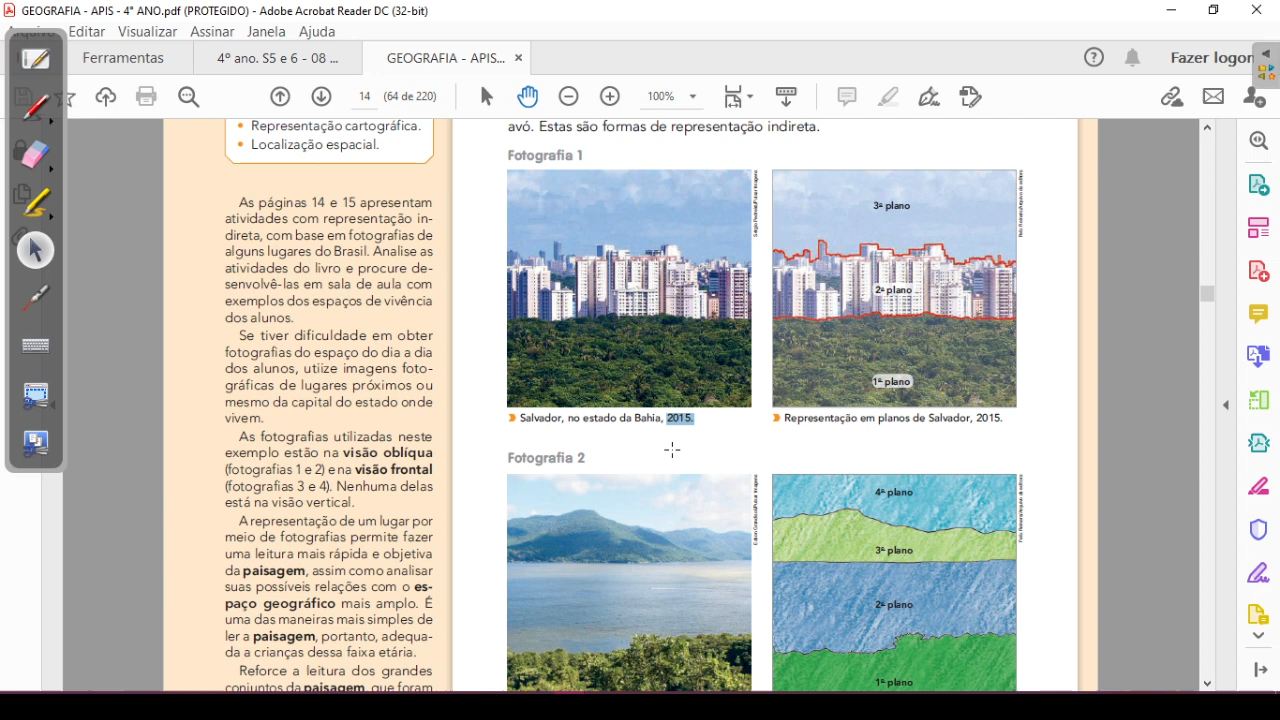 GEOGRAFIA - APIS - 4° ANO.pdf (PROTEGIDO) - Adobe Acrobat Reader DC (32-bit)
Arquivo Editar Visualizar Assinar Janela Ajuda
Ferramentas
4º ano. S5 e 6 - 08 ...
GEOGRAFIA - APIS...
Fazer logon
14 (64 de 220)
100%
Representação cartográfica.
Localização espacial.
As páginas 14 e 15 apresentam
atividades com representação in-
direta, com base em fotografias de
alguns lugares do Brasil. Analise as
atividades do livro e procure de-
senvolvê-las em sala de aula com
exemplos dos espaços de vivência
dos alunos.
Se tiver dificuldade em obter
fotografias do espaço do dia a dia
dos alunos, utiize imagens foto-
gráficas de lugares próximos ou
mesmo da capital do estado onde
vivem.
As fotografias utilizadas neste
exemplo estão na visão oblíqua
(fotografias 1 e 2) e na visão frontal
(fotografias 3 e 4). Nenhuma delas
está na visão vertical.
A representação de um lugar por
meio de fotografias permite fazer
uma leitura mais rápida e objetiva
da paisagem, assim como analisar
suas possíveis relações com o es-
paço geográfico mais amplo. É
uma das maneiras mais simples de
ler a paisagem, portanto, adequa-
da a crianças dessa faixa etária.
Reforce a leitura dos grandes
conjuntos da paisagem, que foram
avó. Estas são formas de representação indireta.
Fotografia 1
3º plano
2º plano
1º plano
Salvador, no estado da Bahia, 2015.
Representação em planos de Salvador, 2015.
Fotografia 2
4º plano
3º plano
2º plano
1º plano